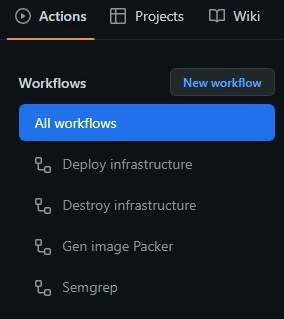 Actions Projects Wiki
Workflows New workflow
All workflows
Deploy infrastructure
Destroy infrastructure
Gen image Packer
Semgrep